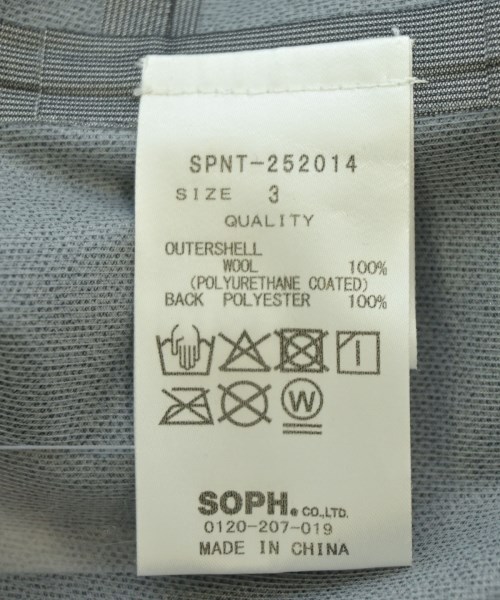 SPNT-252014
SIZE 3
QUALITY
OUTERSHELL
WOOL 100%
(POLYURETHANE COATED)
BACK POLYESTER 100%
W
SOPH. CO.,LTD.
0120-207-019
MADE IN CHINA